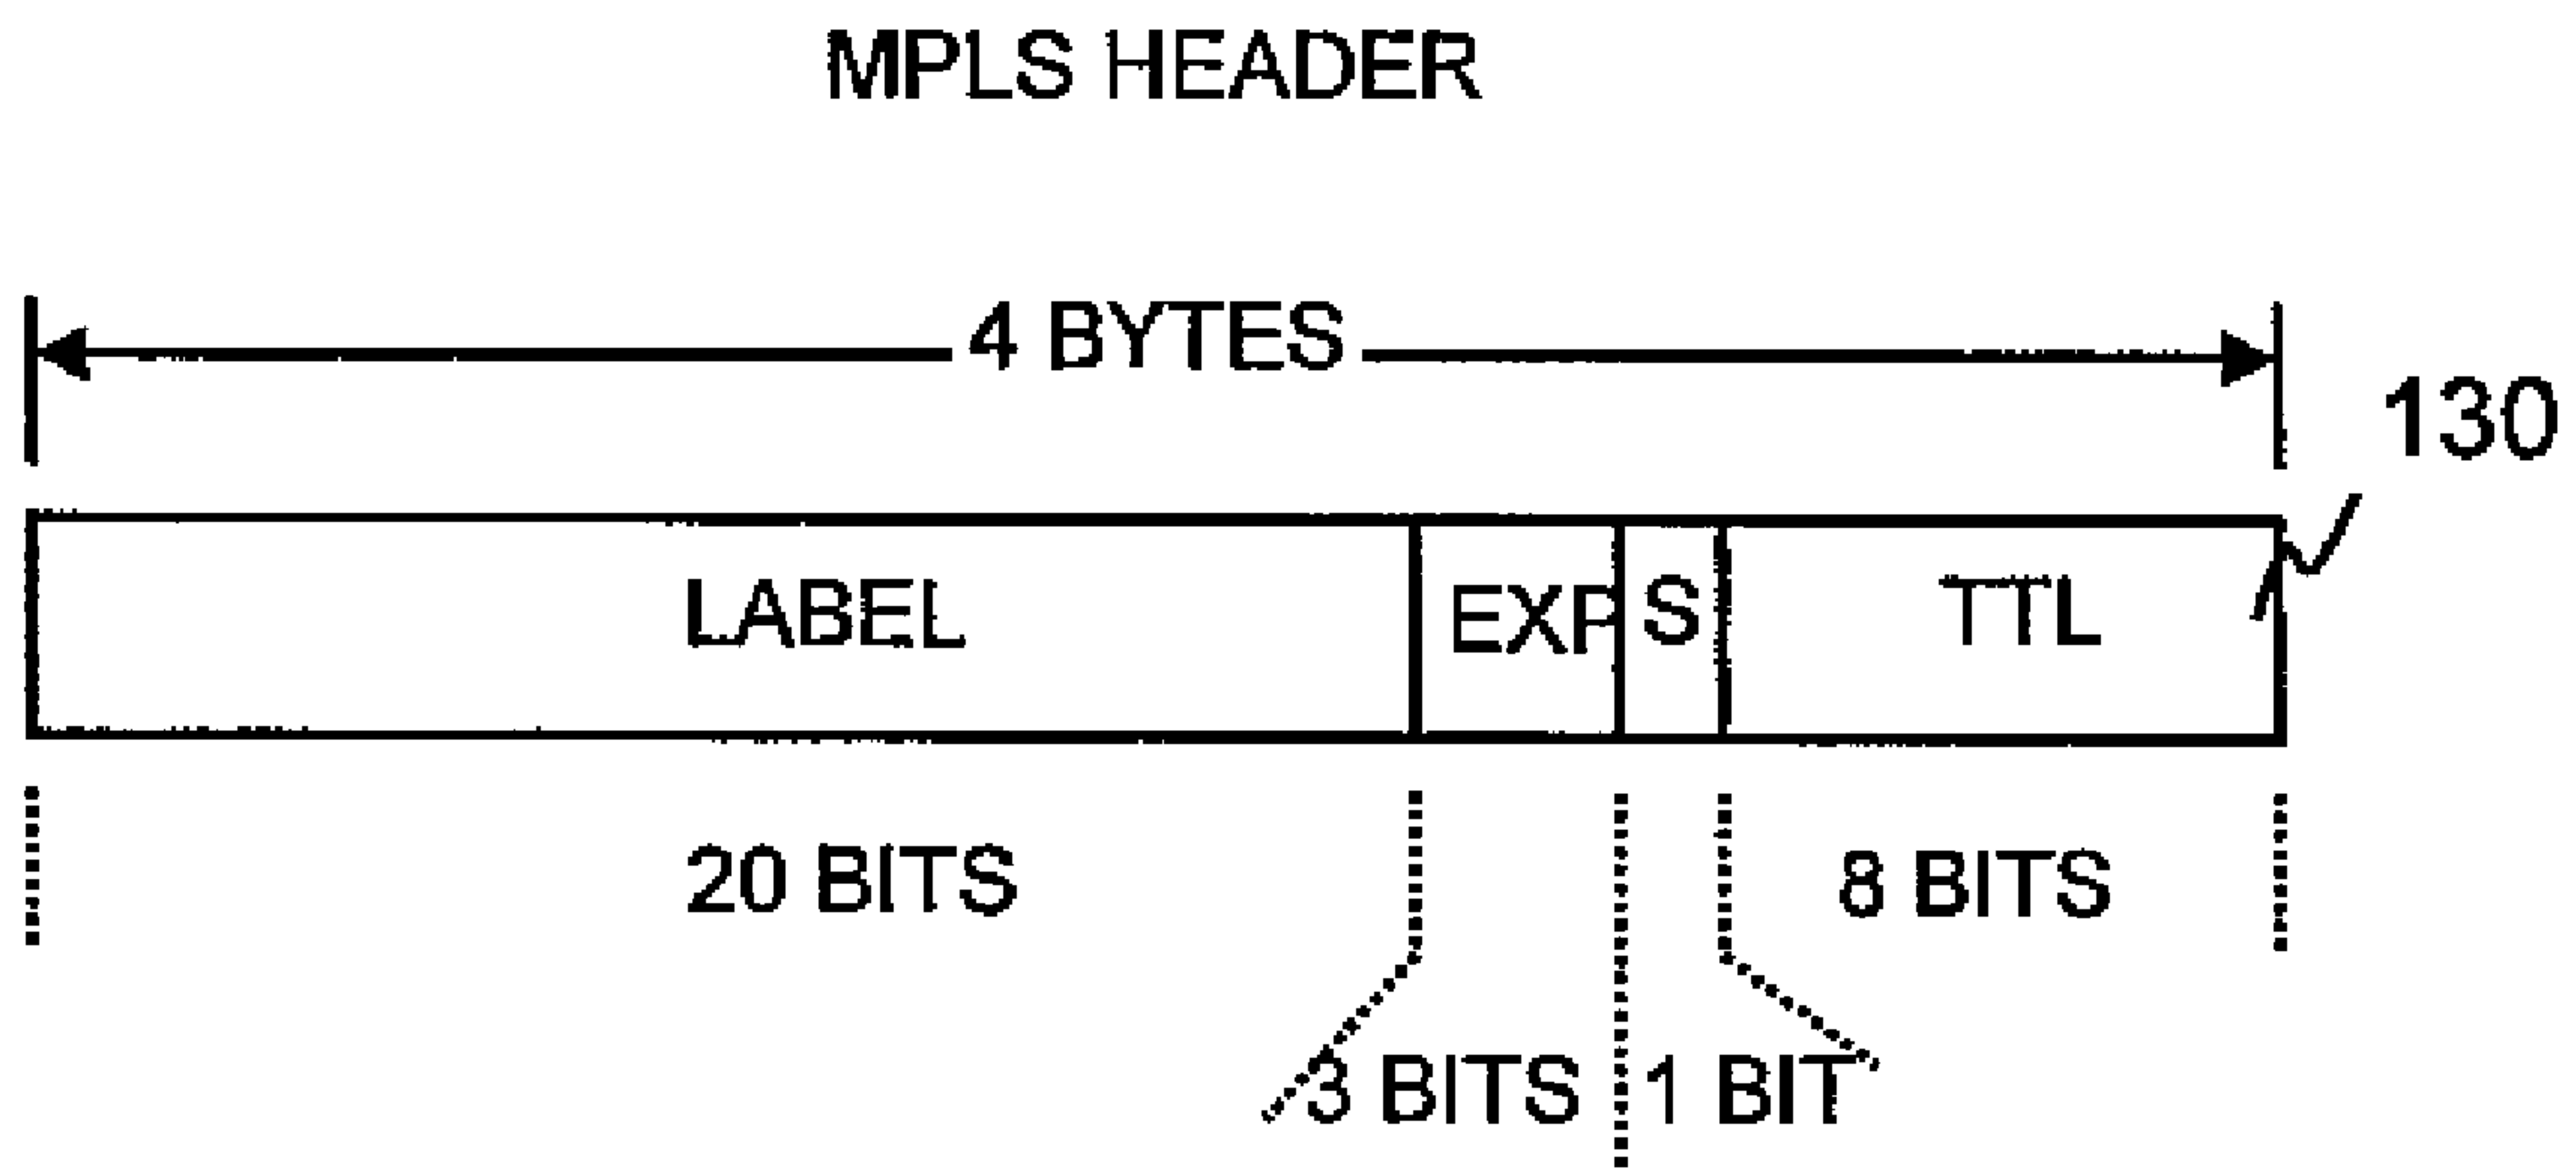 MPLS HEADER
4 BYTES
130
LABEL EXP S TTL
20 BITS 8 BITS
3 BITS 1 BIT